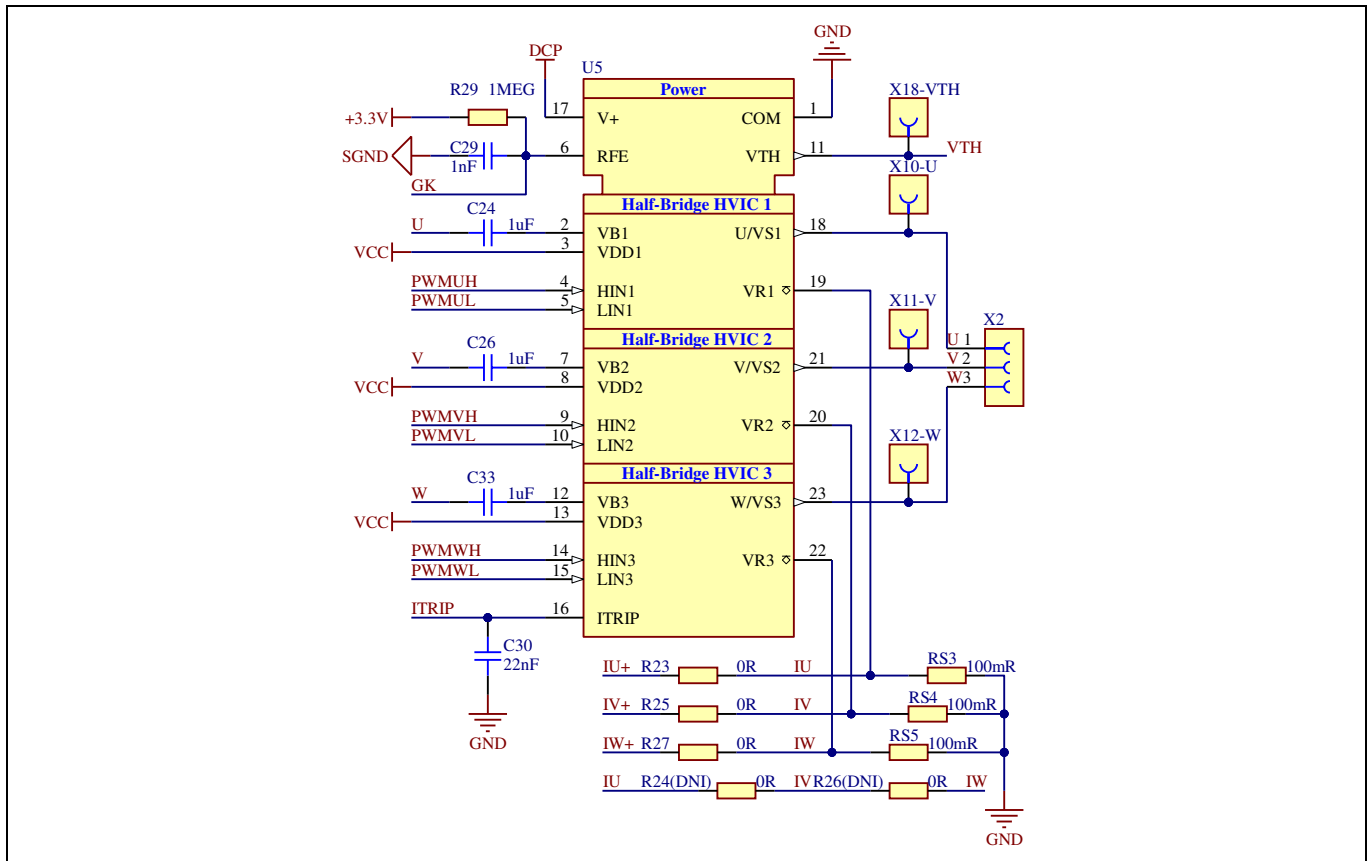 GND
DCP
U5
R29 1MEG
Power
X18-VTH
+3.3V
17 V+
COM 1
SGND
C29
1nF
6 RFE
VTH 11
VTH
GK
X10-U
Half-Bridge HVIC 1
U
C24
1uF
2 VB1
U/VS1 18
VCC
3 VDD1
PWMUH
4 HIN1
VR1 19
PWMUL
5 LIN1
X11-V
X2
Half-Bridge HVIC 2
U 1
V
C26
1uF
7 VB2
V/VS2 21
V 2
VCC
8 VDD2
W3
PWMVH
9 HIN2
VR2 20
PWMVL
10 LIN2
X12-W
Half-Bridge HVIC 3
W
C33
1uF
12 VB3
W/VS3 23
VCC
13 VDD3
PWMWH
14 HIN3
VR3 22
PWMWL
15 LIN3
ITRIP
16 ITRIP
C30
22nF
GND
IU+ R23 0R IU RS3 100mR
IV+ R25 0R IV RS4 100mR
IW+ R27 0R IW RS5 100mR
IU R24(DNI) 0R IV R26(DNI) 0R IW
GND